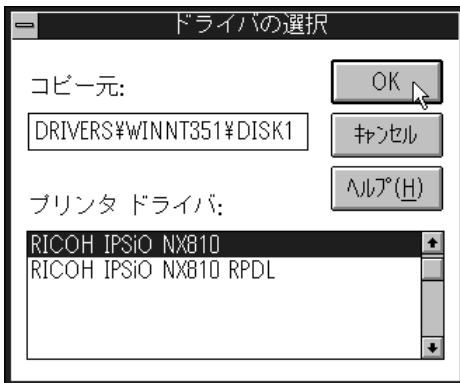 ドライバの選択
コピー元:
OK
DRIVERS¥WINNT351¥DISK1
ｷｬﾝｾﾙ
ﾍﾙﾌﾟ(H)
プリンタ ドライバ:
RICOH IPSiO NX810
RICOH IPSiO NX810 RPDL